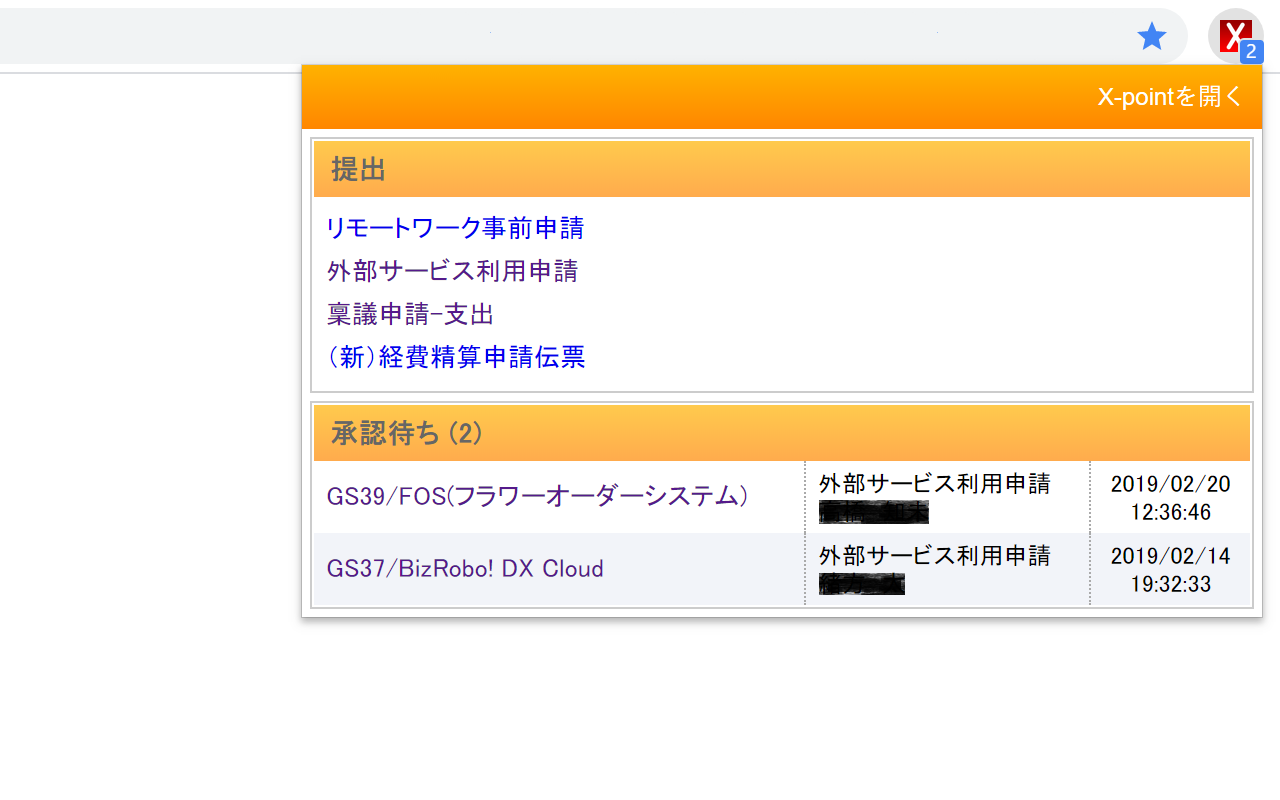 X
2
X-pointを開く
提出
リモートワーク事前申請
外部サービス利用申請
稟議申請-支出
（新）経費精算申請伝票
承認待ち (2)
GS39/FOS(フラワーオーダーシステム)
外部サービス利用申請
2019/02/20
12:36:46
GS37/BizRobo! DX Cloud
外部サービス利用申請
2019/02/14
19:32:33